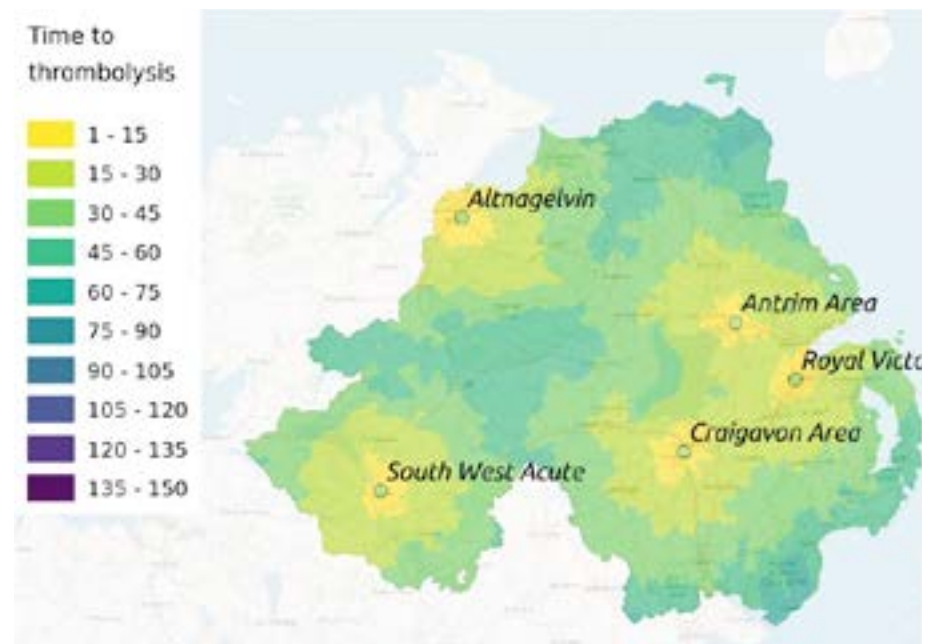 Time to
thrombolysis
1 - 15
15 - 30
30 - 45
45 - 60
60 - 75
75 - 90
90 - 105
105 - 120
120 - 135
135 - 150
Altnagelvin
Antrim Area
Royal Victo
Craigavon Area
South West Acute